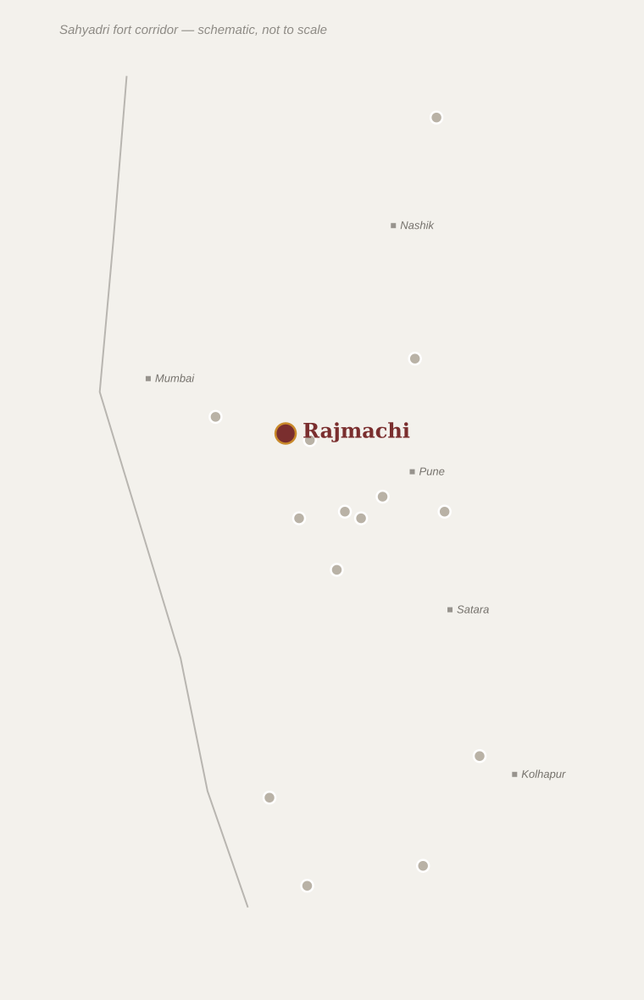 Sahyadri fort corridor — schematic, not to scale
Nashik
Mumbai
Rajmachi
Pune
Satara
Kolhapur